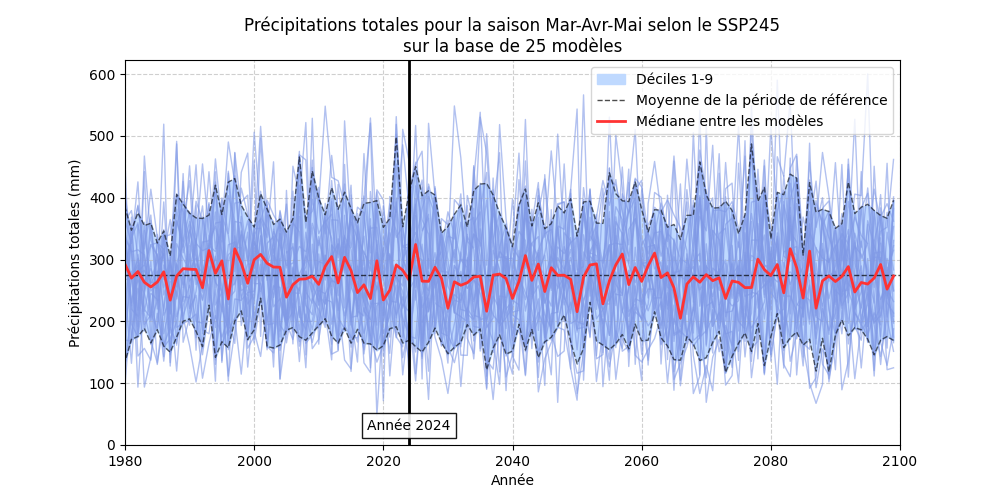 Précipitations totales pour la saison Mar-Avr-Mai selon le SSP245
sur la base de 25 modèles
Précipitations totales (mm)
600
500
400
300
200
100
0
Déciles 1-9
Moyenne de la période de référence
Médiane entre les modèles
Année 2024
1980
2000
2020
2040
2060
2080
2100
Année